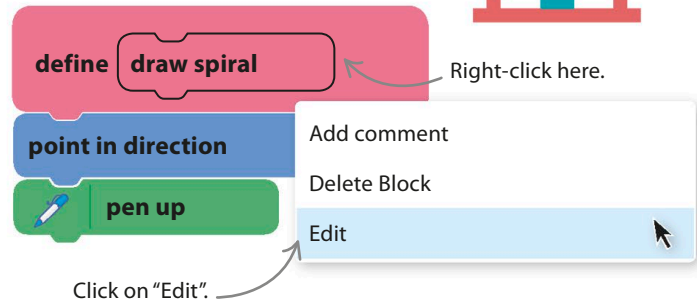 define draw spiral
Right-click here.
point in direction
pen up
Add comment
Delete Block
Edit
Click on “Edit”.